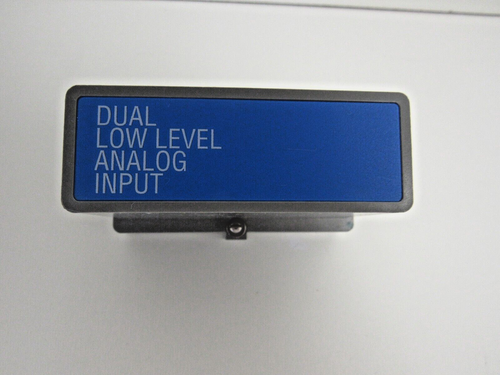 DUAL
LOW LEVEL
ANALOG
INPUT